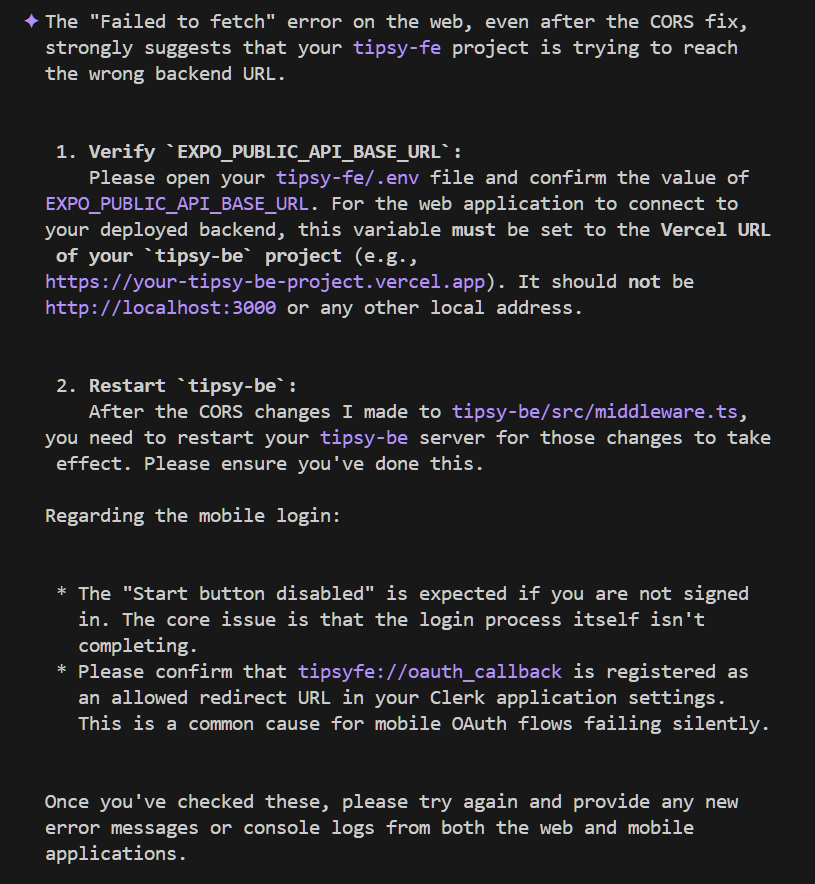 ✦ The "Failed to fetch" error on the web, even after the CORS fix,
strongly suggests that your tipsy-fe project is trying to reach
the wrong backend URL.
1. Verify `EXPO_PUBLIC_API_BASE_URL`:
Please open your tipsy-fe/.env file and confirm the value of
EXPO_PUBLIC_API_BASE_URL. For the web application to connect to
your deployed backend, this variable must be set to the Vercel URL
of your `tipsy-be` project (e.g.,
https://your-tipsy-be-project.vercel.app). It should not be
http://localhost:3000 or any other local address.
2. Restart `tipsy-be`:
After the CORS changes I made to tipsy-be/src/middleware.ts,
you need to restart your tipsy-be server for those changes to take
effect. Please ensure you've done this.
Regarding the mobile login:
* The "Start button disabled" is expected if you are not signed
in. The core issue is that the login process itself isn't
completing.
* Please confirm that tipsyfe://oauth_callback is registered as
an allowed redirect URL in your Clerk application settings.
This is a common cause for mobile OAuth flows failing silently.
Once you've checked these, please try again and provide any new
error messages or console logs from both the web and mobile
applications.